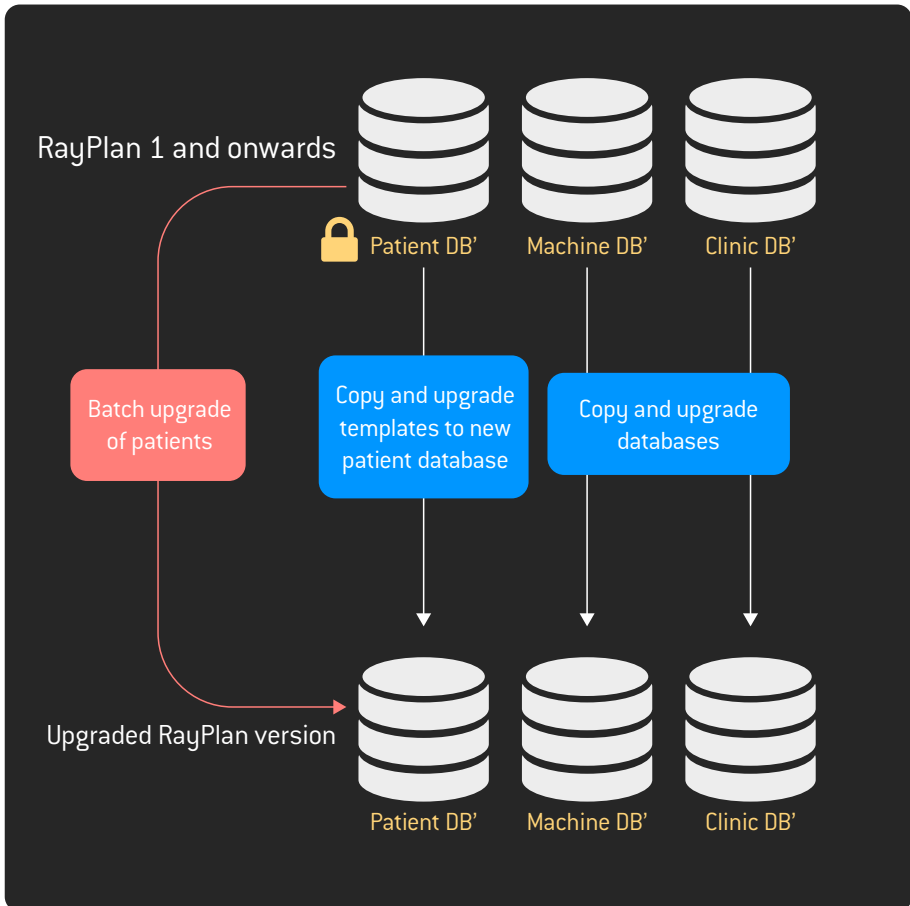 RayPlan 1 and onwards
Patient DB’
Machine DB’
Clinic DB’
Batch upgrade
of patients
Copy and upgrade
templates to new
patient database
Copy and upgrade
databases
Upgraded RayPlan version
Patient DB’
Machine DB’
Clinic DB’